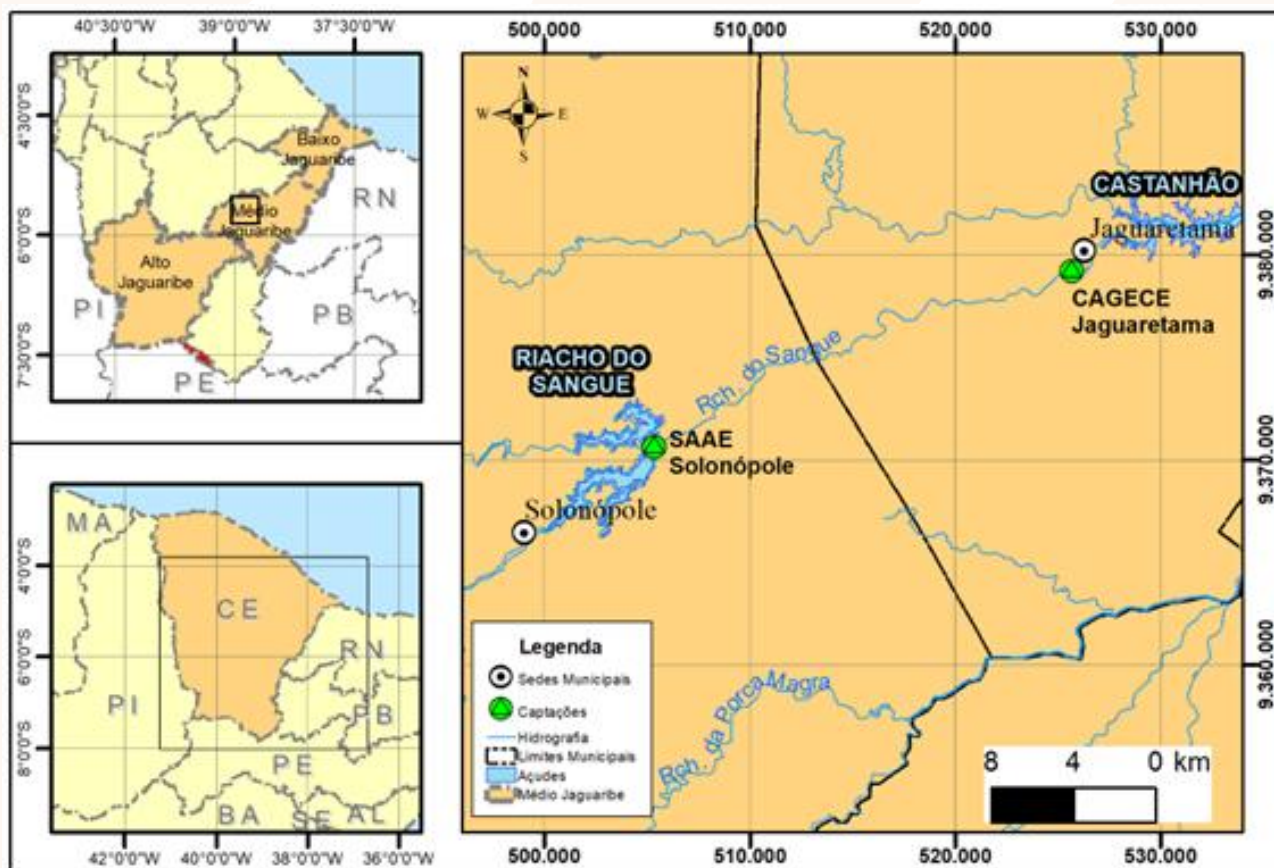 40°30'0"W 39°0'0"W 37°30'0"W
4°30'0"S
6°0'0"S
7°30'0"S
Baixo
Jaguaribe
RN
Médio
Jaguaribe
Alto
Jaguaribe
PI
PB
PE
MA
CE
RN
PI
PB
PE
BA
SE
AL
4°0'0"S
6°0'0"S
8°0'0"S
42°0'0"W 40°0'0"W 38°0'0"W 36°0'0"W
500.000 510.000 520.000 530.000
N
W E
S
CASTANHÃO
Jaguaretama
9.380.000
CAGECE
Jaguaretama
RIACHO DO
SANGUE
Rch. do Sangue
SAAE
Solonópole
9.370.000
Solonópole
9.360.000
Rch. da Porca Magra
Legenda
Sedes Municipais
Captações
Hidrografia
Limites Municipais
Açudes
Médio Jaguaribe
8 4 0 km
500.000 510.000 520.000 530.000